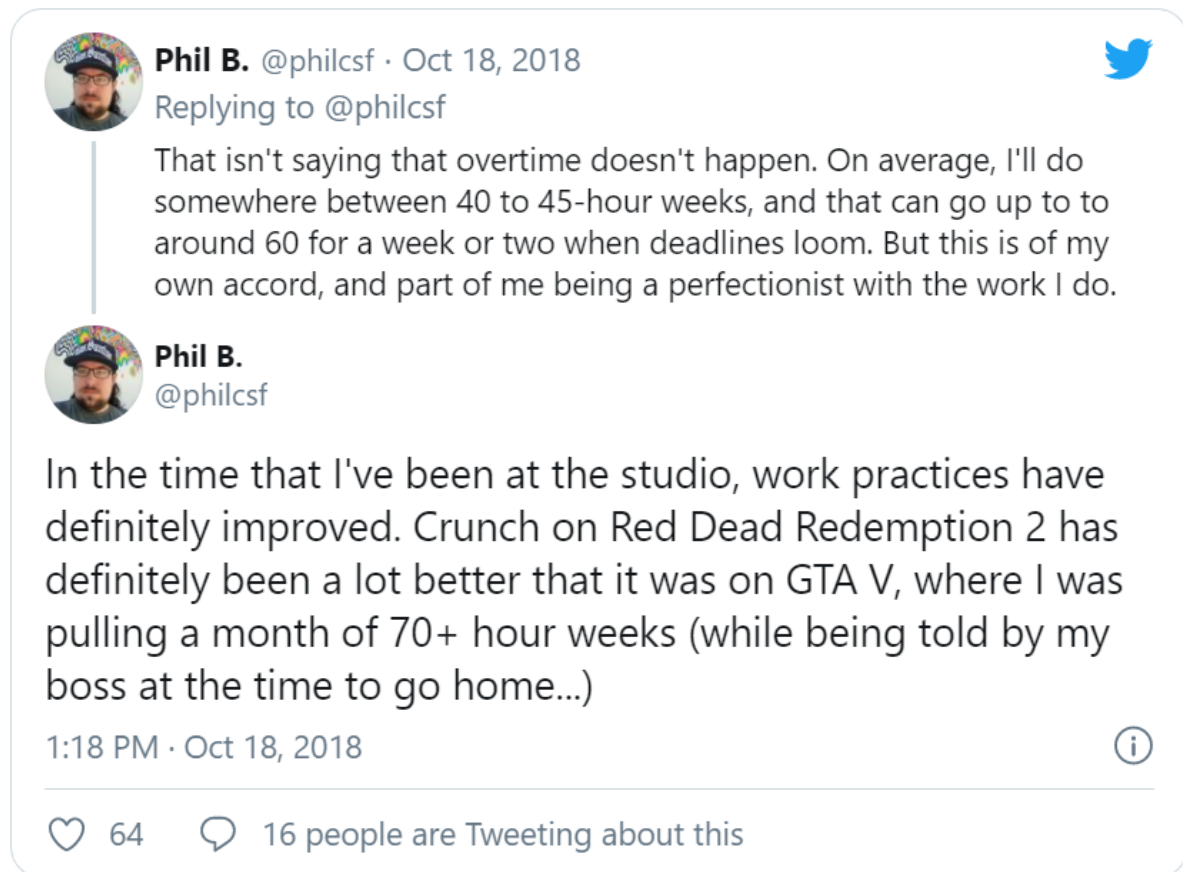 Phil B. @philcsf · Oct 18, 2018
Replying to @philcsf
That isn't saying that overtime doesn't happen. On average, I'll do
somewhere between 40 to 45-hour weeks, and that can go up to to
around 60 for a week or two when deadlines loom. But this is of my
own accord, and part of me being a perfectionist with the work I do.
Phil B.
@philcsf
In the time that I've been at the studio, work practices have
definitely improved. Crunch on Red Dead Redemption 2 has
definitely been a lot better that it was on GTA V, where I was
pulling a month of 70+ hour weeks (while being told by my
boss at the time to go home...)
1:18 PM · Oct 18, 2018
64 16 people are Tweeting about this